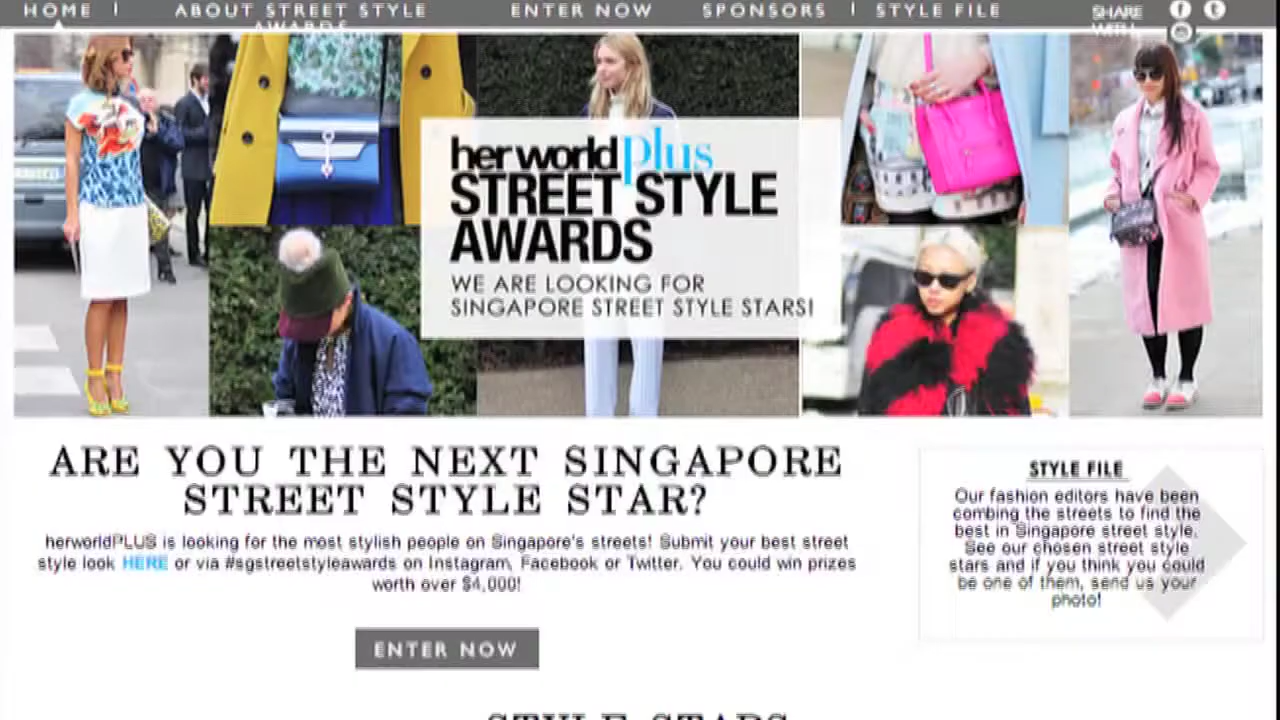 HOME | ABOUT STREET STYLE AWARDS ENTER NOW SPONSORS | STYLE FILE SHARE WITH
herworldplus
STREET STYLE
AWARDS
WE ARE LOOKING FOR
SINGAPORE STREET STYLE STARS!
ARE YOU THE NEXT SINGAPORE
STREET STYLE STAR?
herworldPLUS is looking for the most stylish people on Singapore's streets! Submit your best street
style look HERE or via #sgstreetstyleawards on Instagram, Facebook or Twitter. You could win prizes
worth over $4,000!
ENTER NOW
STYLE FILE
Our fashion editors have been
combing the streets to find the
best in Singapore street style.
See our chosen street style
stars and if you think you could
be one of them, send us your
photo!
STYLE STARS